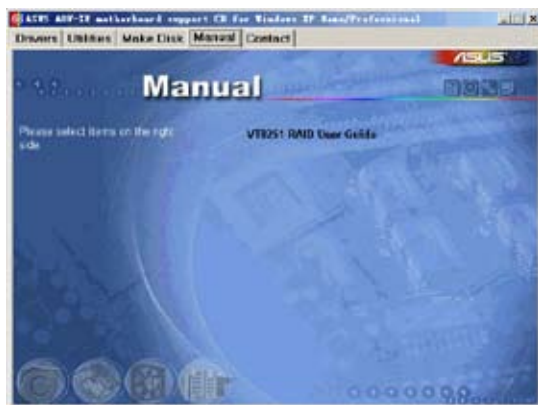 ASUS A8V-XE motherboard support CD for Windows XP Home/Professional
Drivers Utilities Make Disk Manual Contact
ASUS
Manual
Please select items on the right
side.
VT8251 RAID User Guide